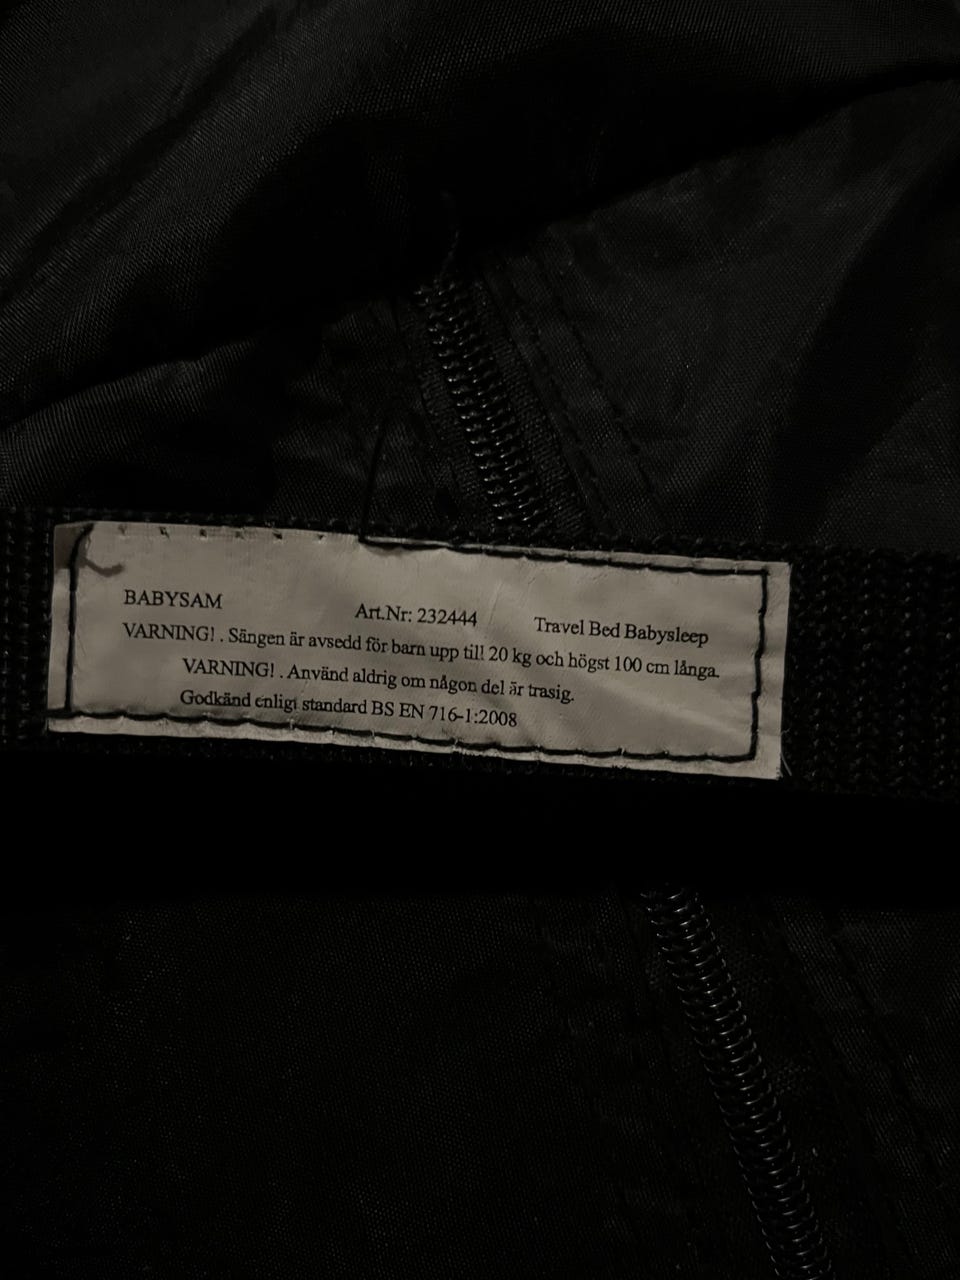 BABYSAM Art.Nr: 232444 Travel Bed Babysleep
VARNING! . Sängen är avsedd för barn upp till 20 kg och högst 100 cm långa.
VARNING! . Använd aldrig om någon del är trasig.
Godkänd enligt standard BS EN 716-1:2008